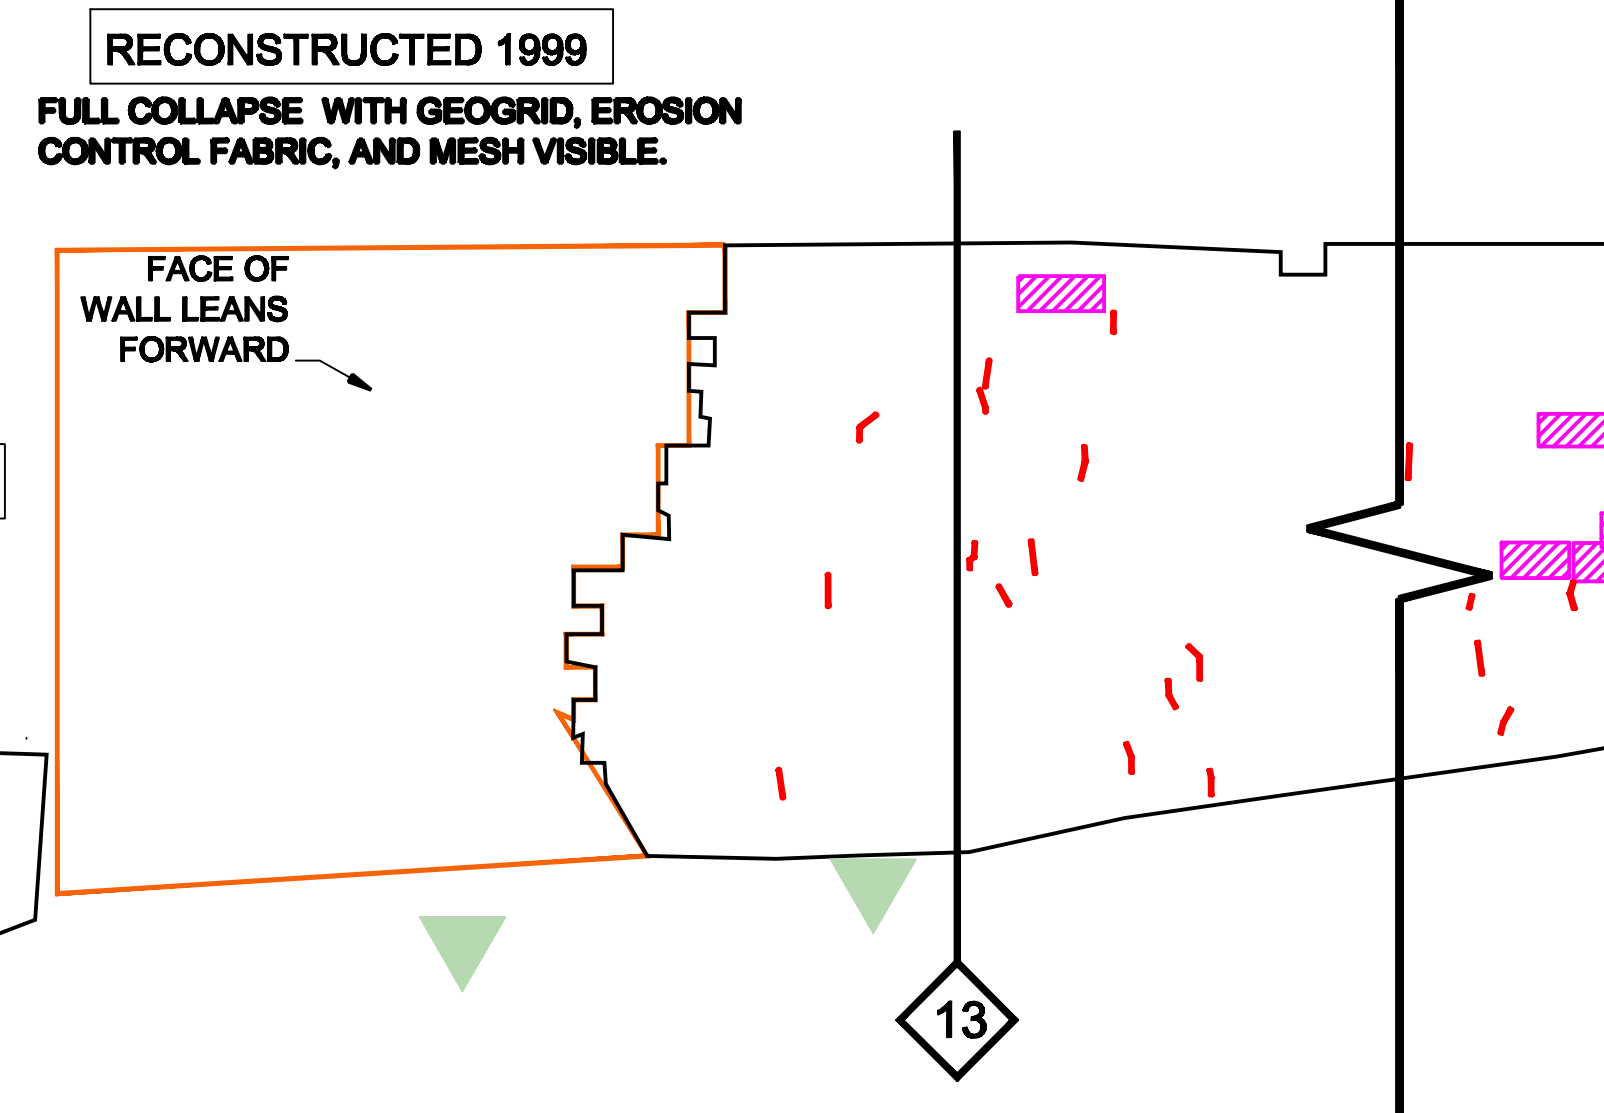 RECONSTRUCTED 1999
FULL COLLAPSE WITH GEOGRID, EROSION
CONTROL FABRIC, AND MESH VISIBLE.
FACE OF
WALL LEANS
FORWARD
13